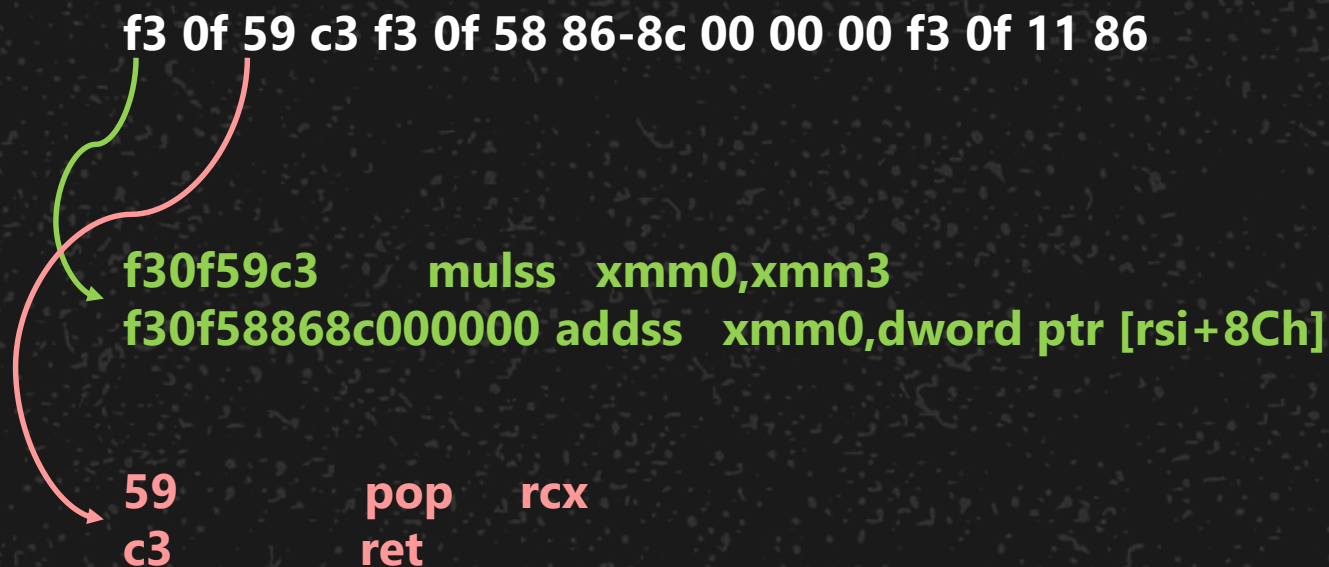 f3 0f 59 c3 f3 0f 58 86-8c 00 00 00 f3 0f 11 86
f30f59c3 mulss xmm0,xmm3
f30f58868c000000 addss xmm0,dword ptr [rsi+8Ch]
59 pop rcx
c3 ret